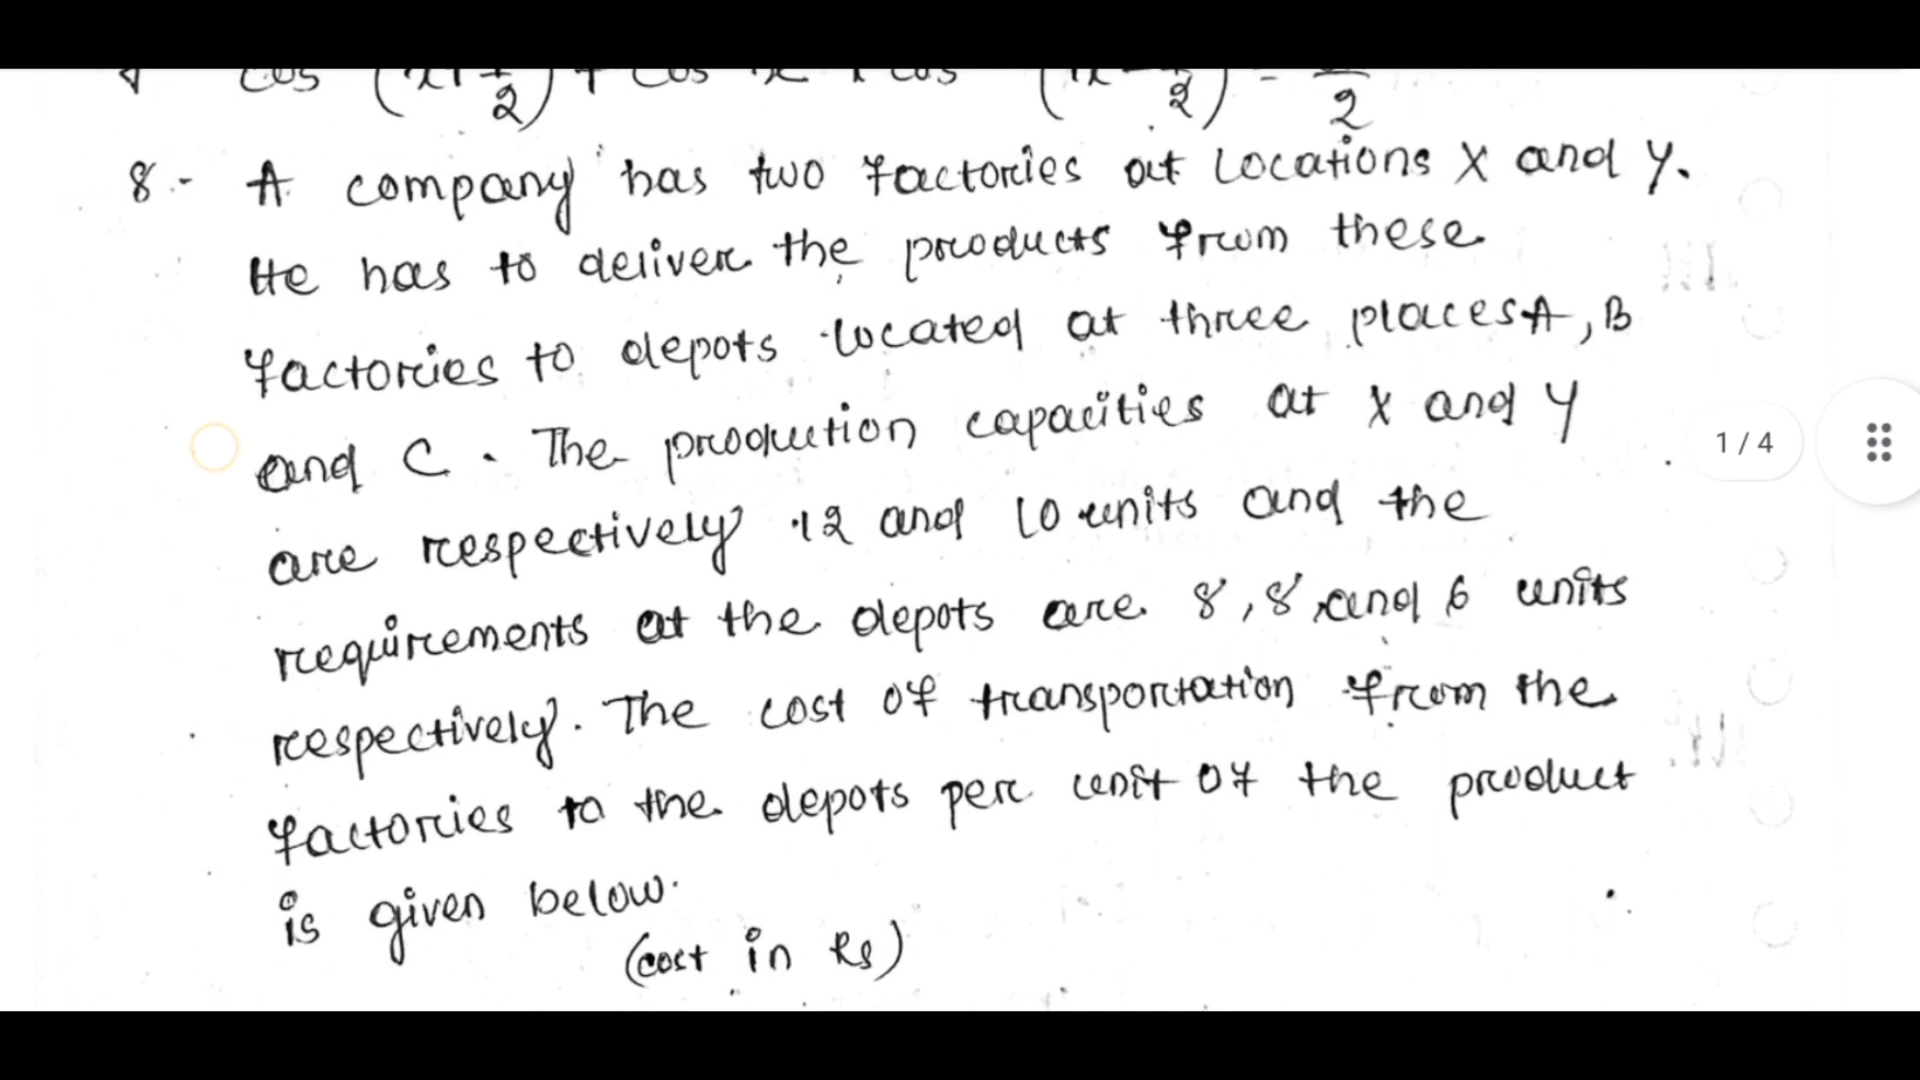 8.- A company has two factories at locations X and Y.
He has to deliver the products from these
factories to depots located at three places A, B
and C. The production capacities at X and Y
are respectively 12 and 10 units and the
requirements at the depots are 8, 8, and 6 units
respectively. The cost of transportation from the
factories to the depots per unit of the product
is given below.
(cost in Rs)
1 / 4